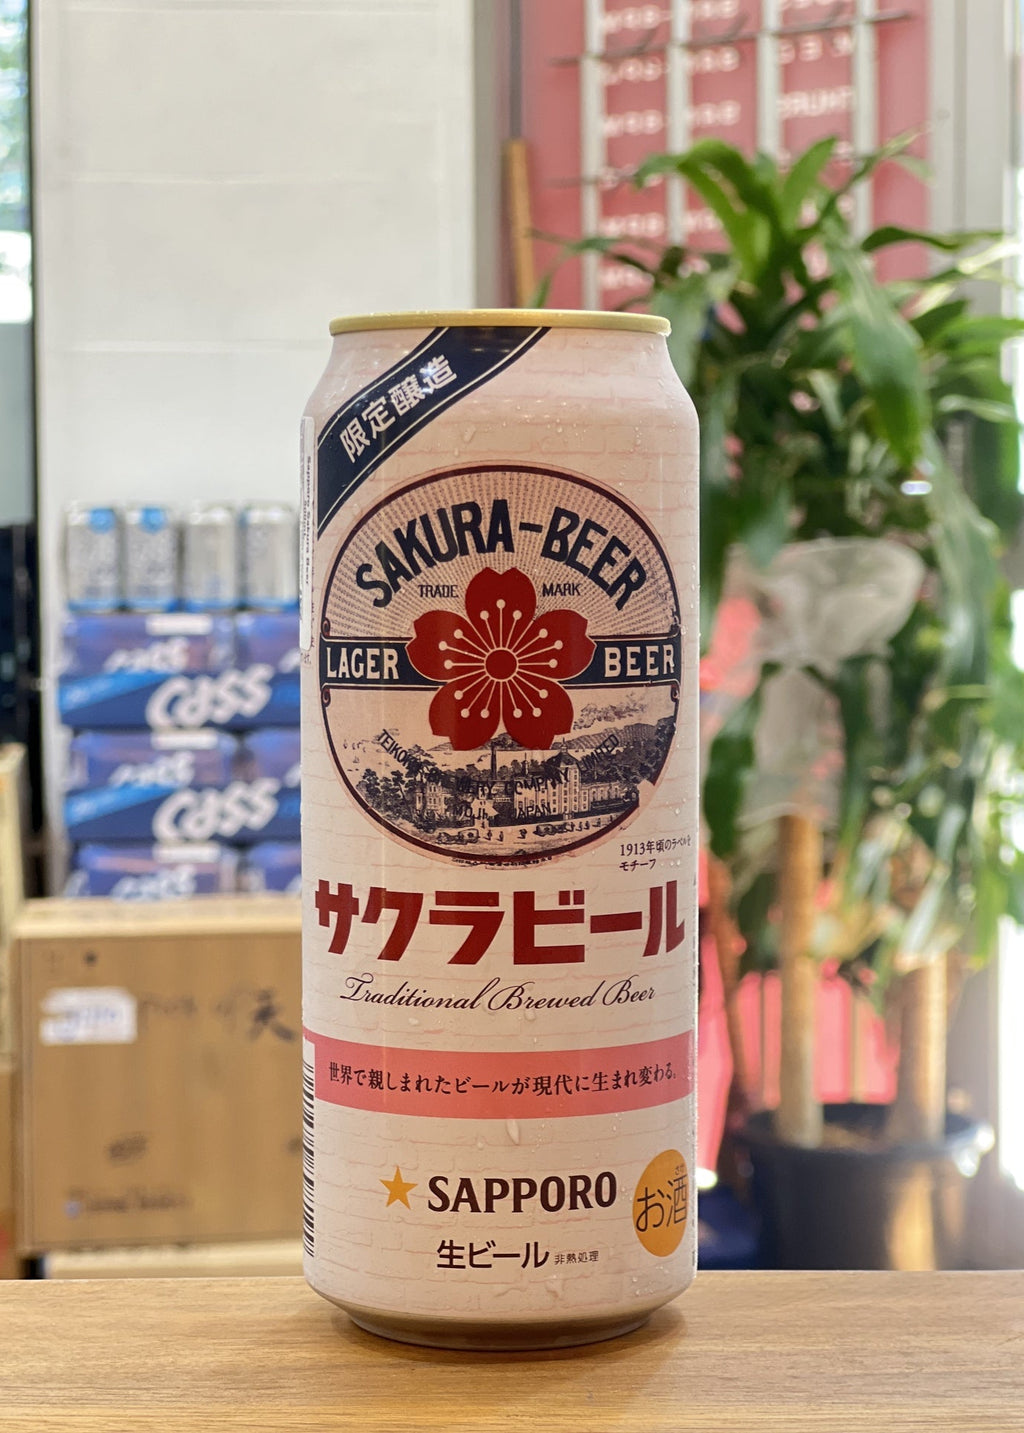 限定醸造
SAKURA-BEER
TRADE MARK
LAGER BEER
COMPANY LIMITED
JAPAN
1913年頃のラベルを
モチーフ
サクラビール
Traditional Brewed Beer
世界で親しまれたビールが現代に生まれ変わる。
SAPPORO
お酒
生ビール 非熱処理
Cass
Cass